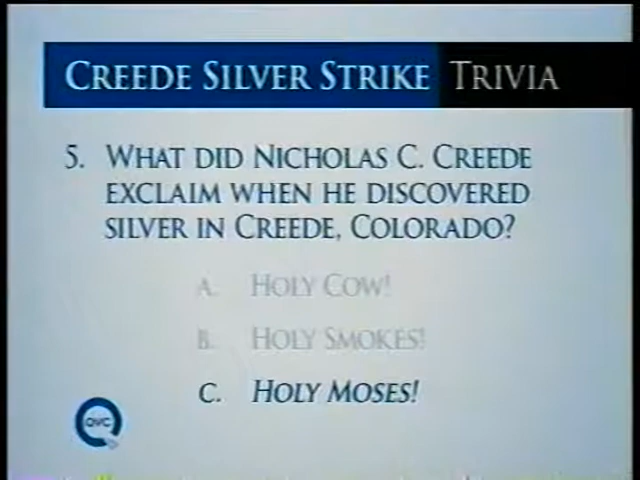 CREEDE SILVER STRIKE TRIVIA
5. WHAT DID NICHOLAS C. CREEDE
EXCLAIM WHEN HE DISCOVERED
SILVER IN CREEDE, COLORADO?
A. HOLY COW!
B. HOLY SMOKES!
C. HOLY MOSES!
QVC